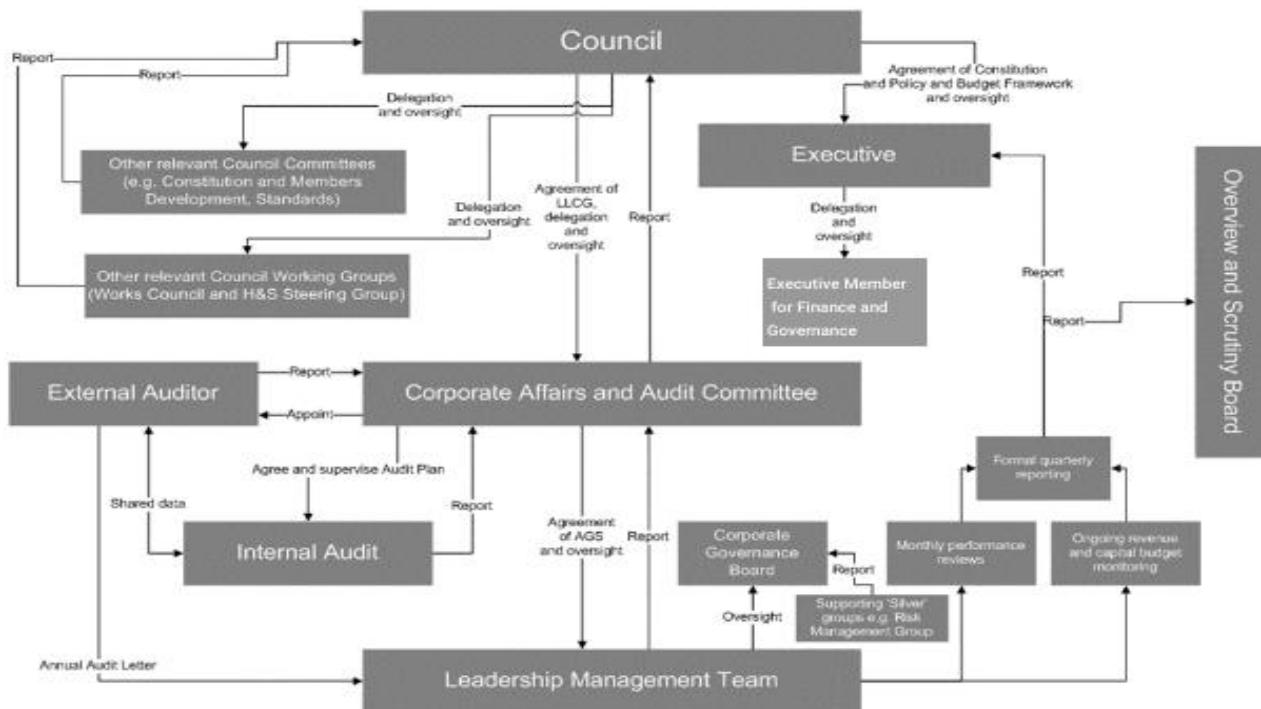 Council
Report
Report
Agreement of Constitution
and Policy and Budget Framework
and oversight
Delegation
and oversight
Executive
Other relevant Council Committees
(e.g. Constitution and Members
Development, Standards)
Overview and Scrutiny Board
Delegation
and oversight
Agreement of
LLCG,
delegation
and
oversight
Report
Delegation
and
oversight
Other relevant Council Working Groups
(Works Council and H&S Steering Group)
Executive Member
for Finance and
Governance
Report
Report
External Auditor
Report
Appoint
Corporate Affairs and Audit Committee
Agree and supervise Audit Plan
Formal quarterly
reporting
Shared data
Report
Internal Audit
Agreement
of AGS
and oversight
Report
Corporate
Governance
Board
Monthly performance
reviews
Ongoing revenue
and capital budget
monitoring
Report
Supporting 'Silver'
groups e.g. Risk
Management Group
Oversight
Annual Audit Letter
Leadership Management Team